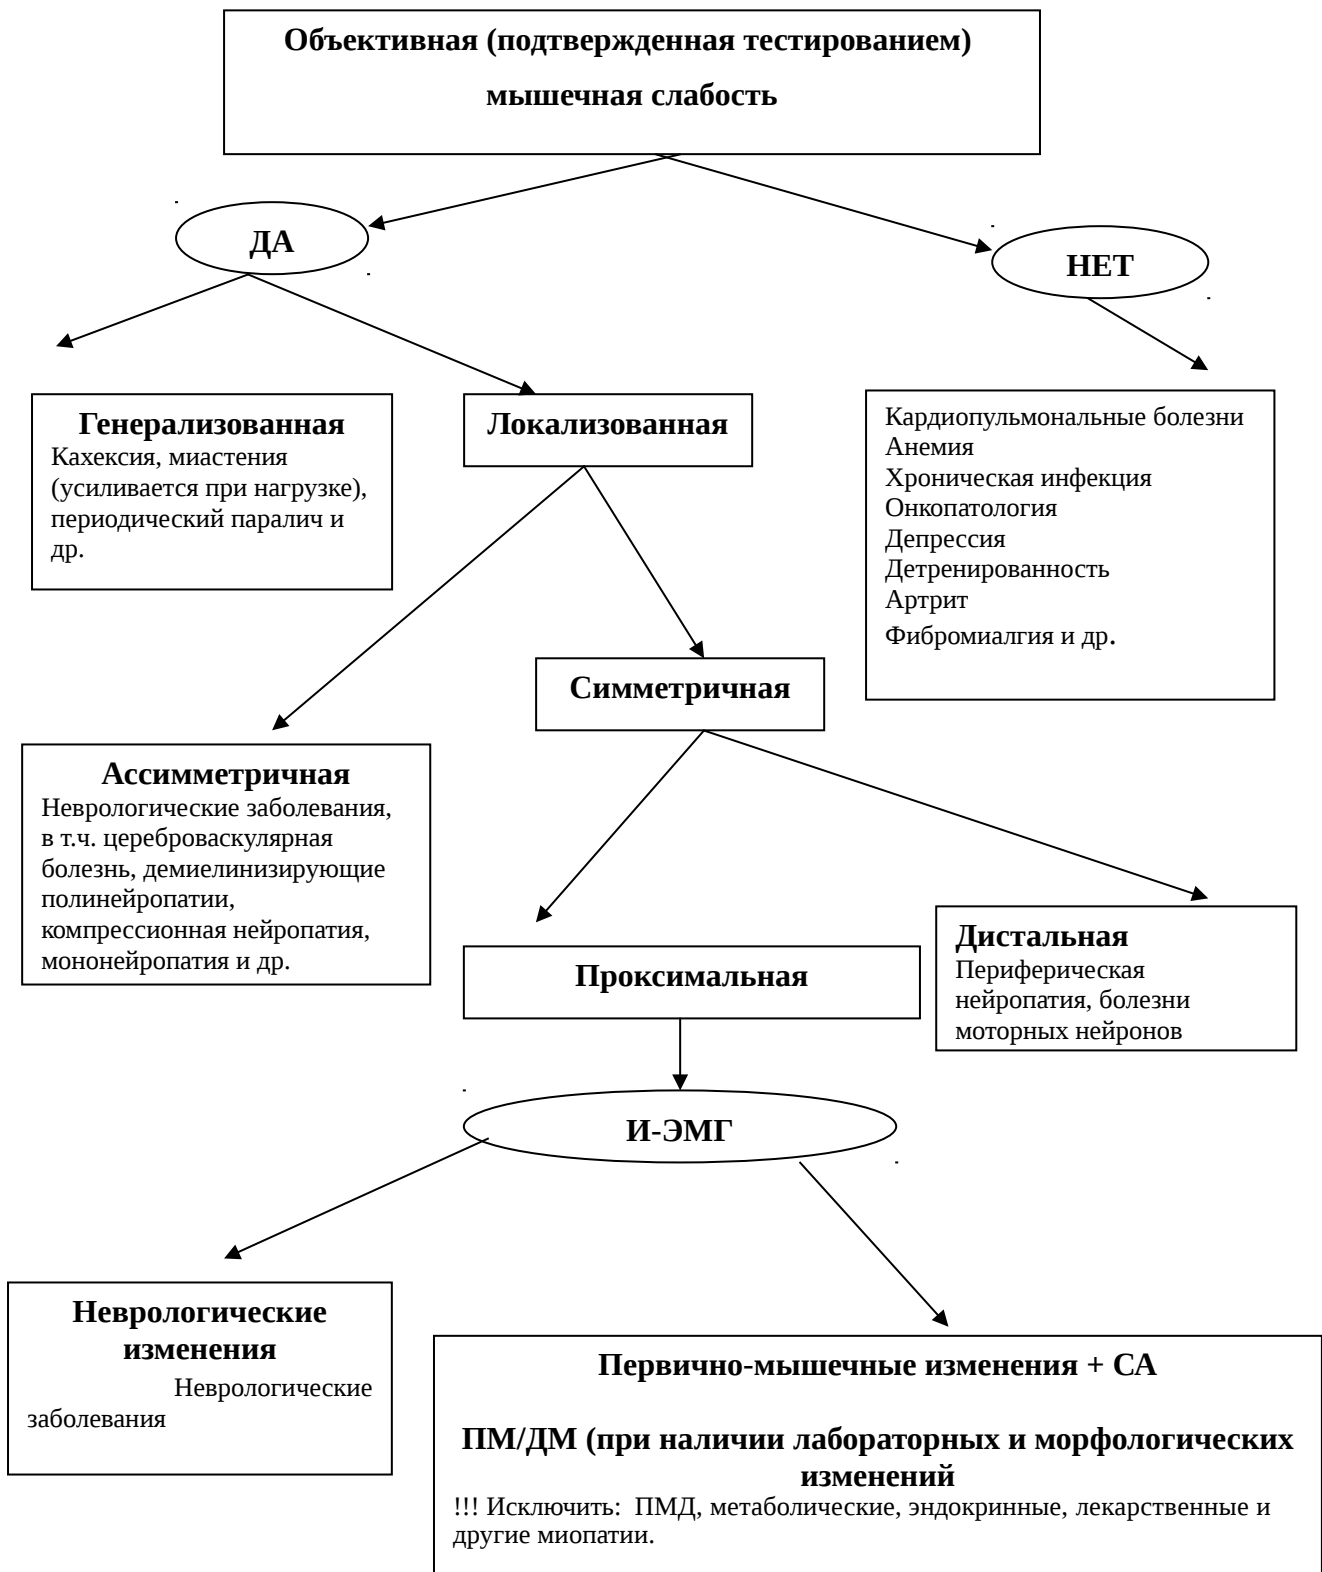 Объективная (подтвержденная тестированием)
мышечная слабость
ДА
НЕТ
Генерализованная
Кахексия, миастения
(усиливается при нагрузке),
периодический паралич и
др.
Локализованная
Кардиопульмональные болезни
Анемия
Хроническая инфекция
Онкопатология
Депрессия
Детренированность
Артрит
Фибромиалгия и др.
Симметричная
Ассимметричная
Неврологические заболевания,
в т.ч. цереброваскулярная
болезнь, демиелинизирующие
полинейропатии,
компрессионная нейропатия,
мононейропатия и др.
Проксимальная
Дистальная
Периферическая
нейропатия, болезни
моторных нейронов
И-ЭМГ
Неврологические
изменения
Неврологические
заболевания
Первично-мышечные изменения + СА
ПМ/ДМ (при наличии лабораторных и морфологических
изменений
!!! Исключить: ПМД, метаболические, эндокринные, лекарственные и
другие миопатии.